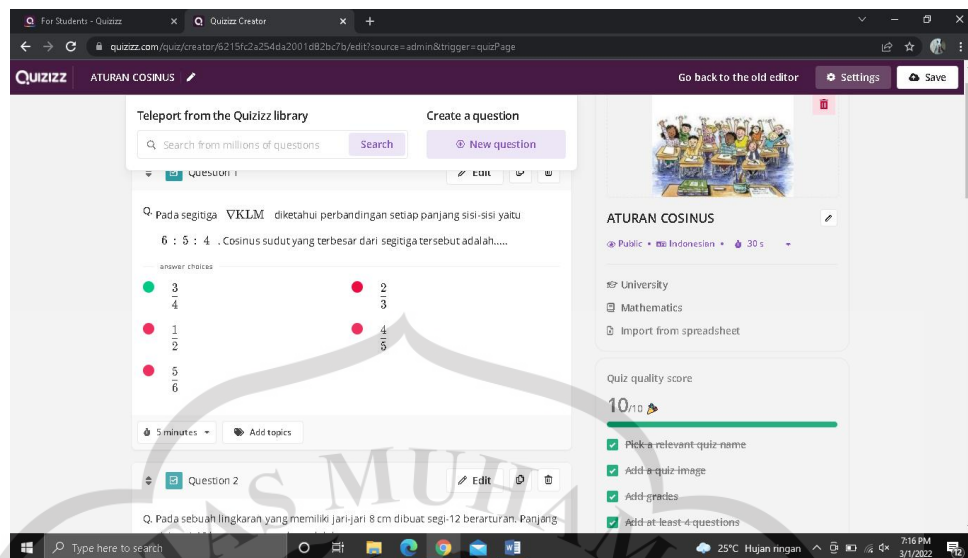 For Students - Quizizz
Quizizz Creator
quizizz.com/quiz/creator/6215fc2a254da2001d82bc7b/edit?source=admin&trigger=quizPage
Quizizz
ATURAN COSINUS
Go back to the old editor
Settings
Save
Teleport from the Quizizz library
Create a question
Search from millions of questions
Search
New question
Question 1
Edit
Q. Pada segitiga ∇KLM diketahui perbandingan setiap panjang sisi-sisi yaitu
6 : 5 : 4 . Cosinus sudut yang terbesar dari segitiga tersebut adalah.....
answer choices
3/4
2/3
1/2
4/5
5/6
5 minutes
Add topics
Question 2
Edit
Q. Pada sebuah lingkaran yang memiliki jari-jari 8 cm dibuat segi-12 berarturan. Panjang
ATURAN COSINUS
Public • Indonesian • 30 s
University
Mathematics
Import from spreadsheet
Quiz quality score
10/10
Pick a relevant quiz name
Add a quiz image
Add grades
Add at least 4 questions
AS MUHAM
Type here to search
25°C Hujan ringan
7:16 PM
3/1/2022